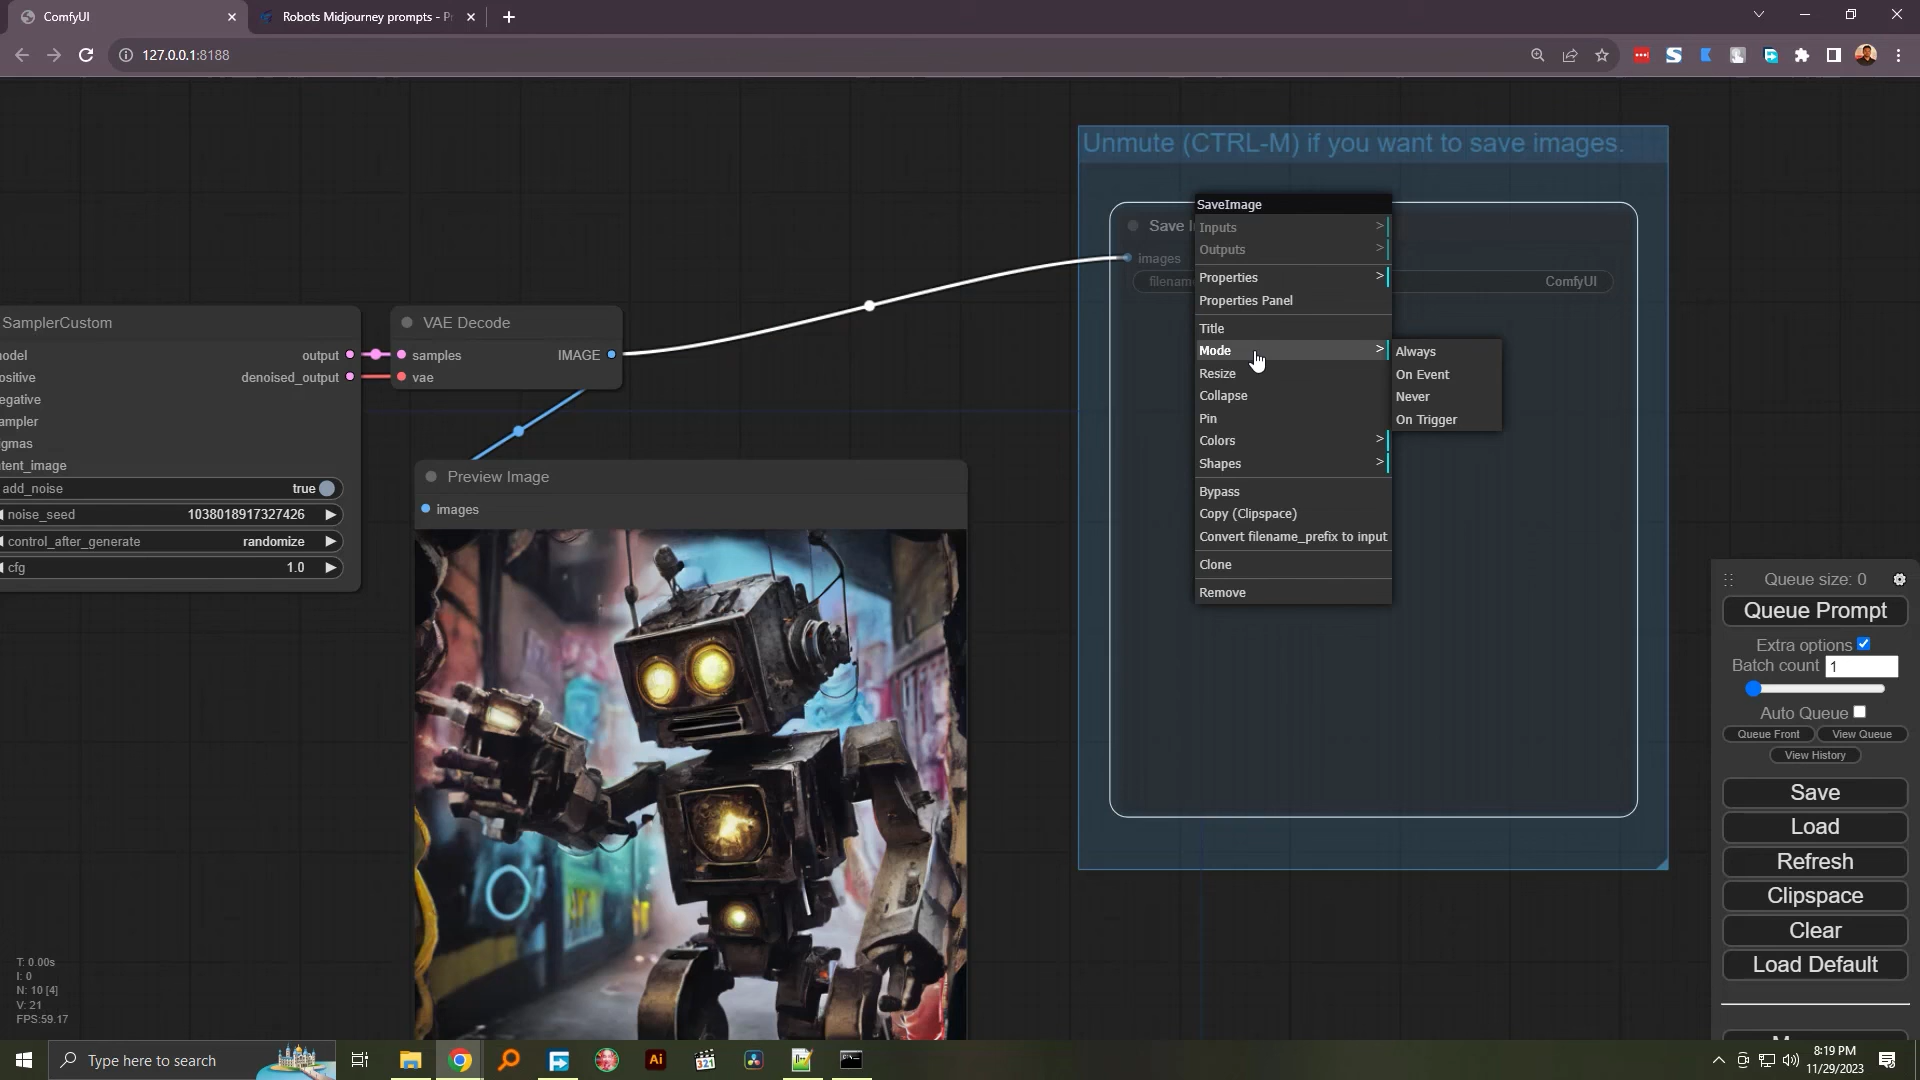 ComfyUI
Robots Midjourney prompts - P
127.0.0.1:8188
Unmute (CTRL-M) if you want to save images.
Save I
images
filenam
ComfyUI
SaveImage
Inputs >
Outputs >
Properties >
Properties Panel
Title
Mode >
Resize
Collapse
Pin
Colors >
Shapes >
Bypass
Copy (Clipspace)
Convert filename_prefix to input
Clone
Remove
Always
On Event
Never
On Trigger
SamplerCustom
nodel
output
positive
denoised_output
egative
ampler
igmas
tent_image
add_noise true
noise_seed 1038018917327426
control_after_generate randomize
cfg 1.0
VAE Decode
samples IMAGE
vae
Preview Image
images
Queue size: 0
Queue Prompt
Extra options
Batch count 1
Auto Queue
Queue Front View Queue
View History
Save
Load
Refresh
Clipspace
Clear
Load Default
T: 0.00s
I: 0
N: 10 [4]
V: 21
FPS:59.17
Type here to search
Ai
321
8:19 PM
11/29/2023